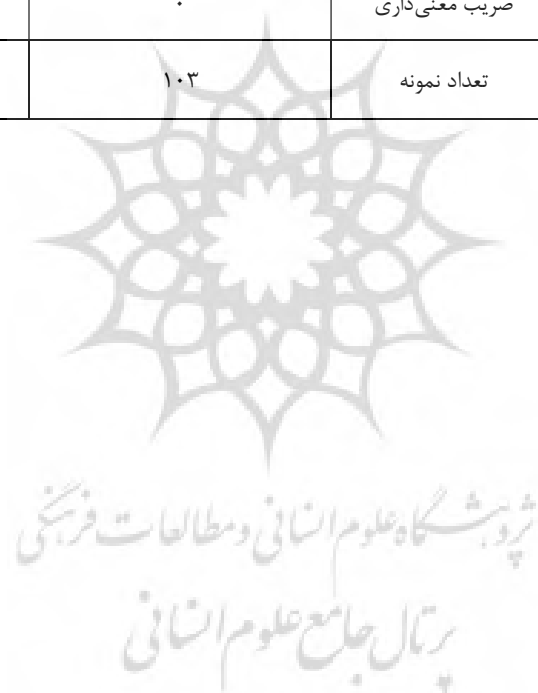 ضریب معنی‌داری ۰
تعداد نمونه ۱۰۳
پژوهشگاه علوم انسانی و مطالعات فرهنگی
پرتال جامع علوم انسانی